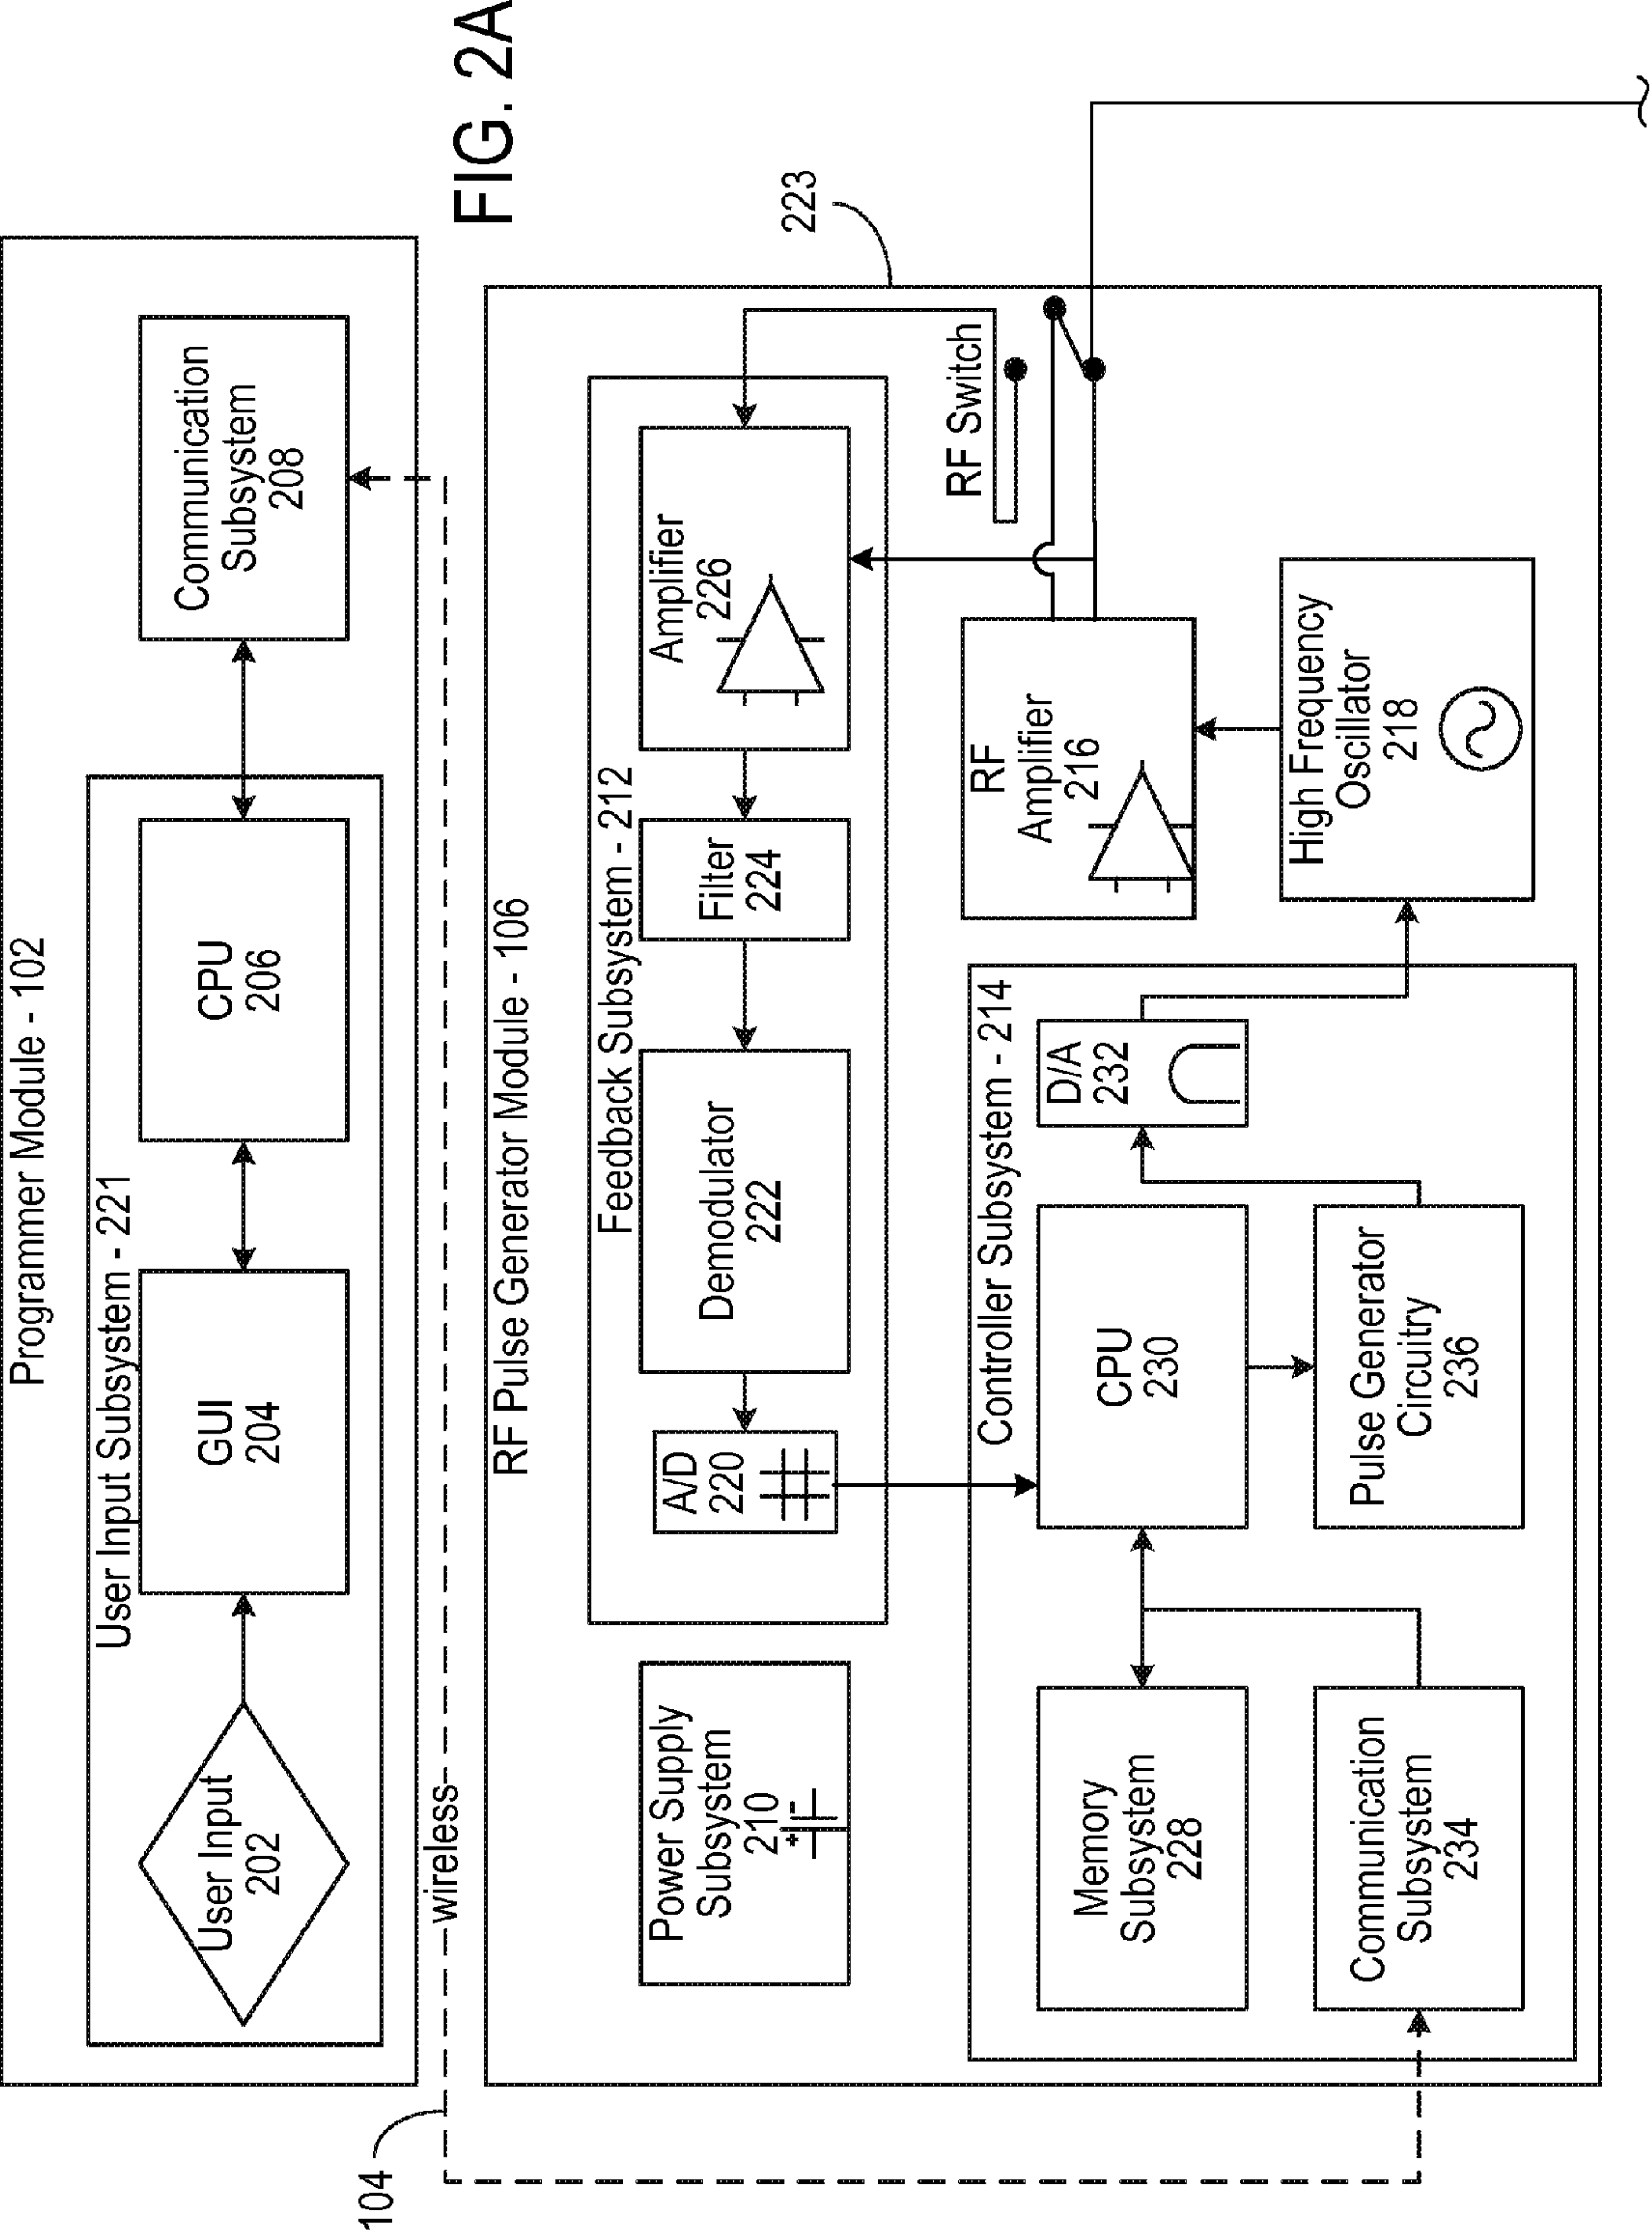 Programmer Module - 102
User Input Subsystem - 221
User Input
202
GUI
204
CPU
206
Communication
Subsystem
208
104
wireless
RF Pulse Generator Module - 106
Power Supply
Subsystem
210
+ -
Feedback Subsystem - 212
A/D
220
Demodulator
222
Filter
224
Amplifier
226
223
RF Switch
Controller Subsystem - 214
Memory
Subsystem
228
CPU
230
D/A
232
RF
Amplifier
216
Communication
Subsystem
234
Pulse Generator
Circuitry
236
High Frequency
Oscillator
218
FIG. 2A